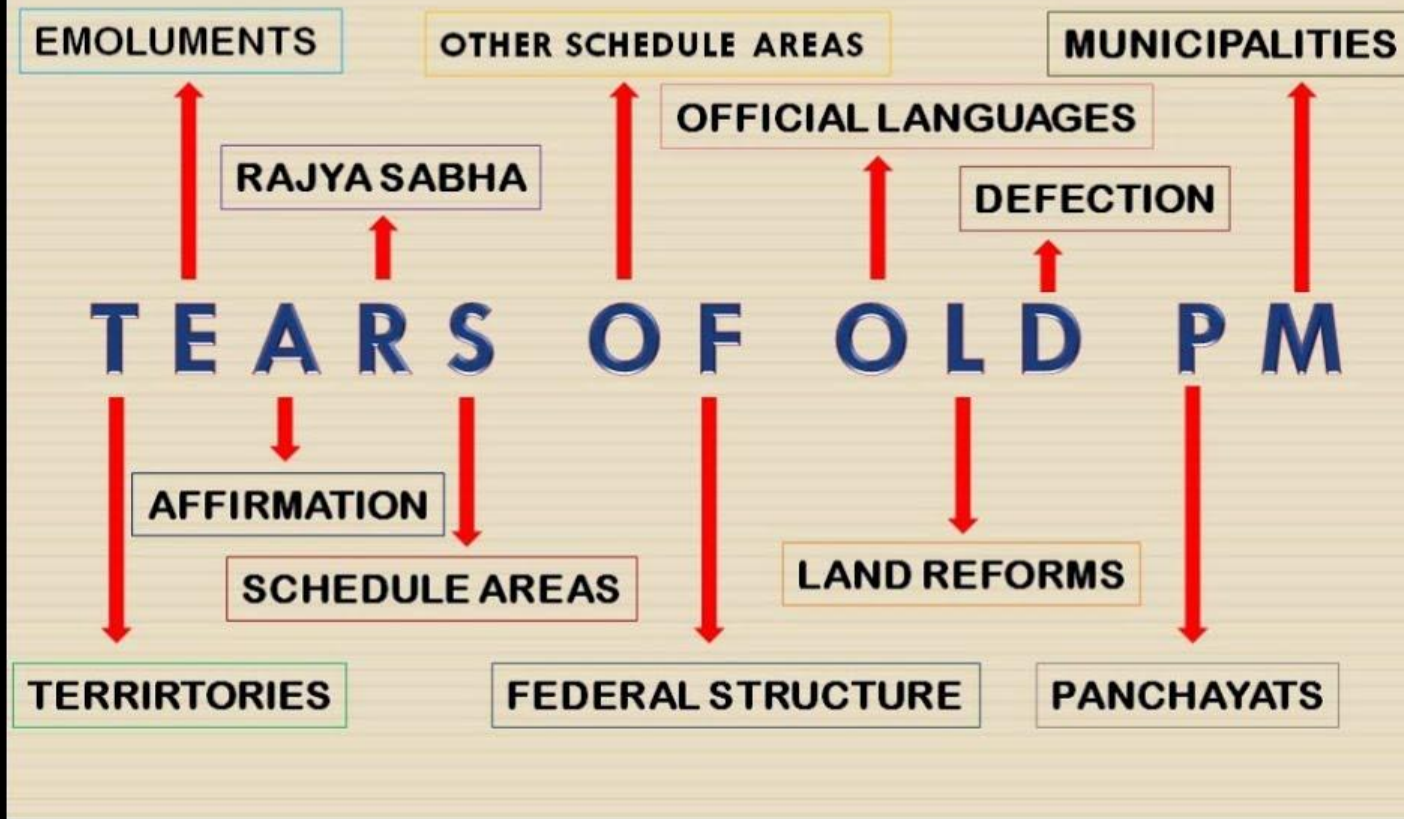 EMOLUMENTS
OTHER SCHEDULE AREAS
MUNICIPALITIES
OFFICIAL LANGUAGES
RAJYA SABHA
DEFECTION
TEARS OF OLD PM
AFFIRMATION
SCHEDULE AREAS
LAND REFORMS
TERRIRTORIES
FEDERAL STRUCTURE
PANCHAYATS